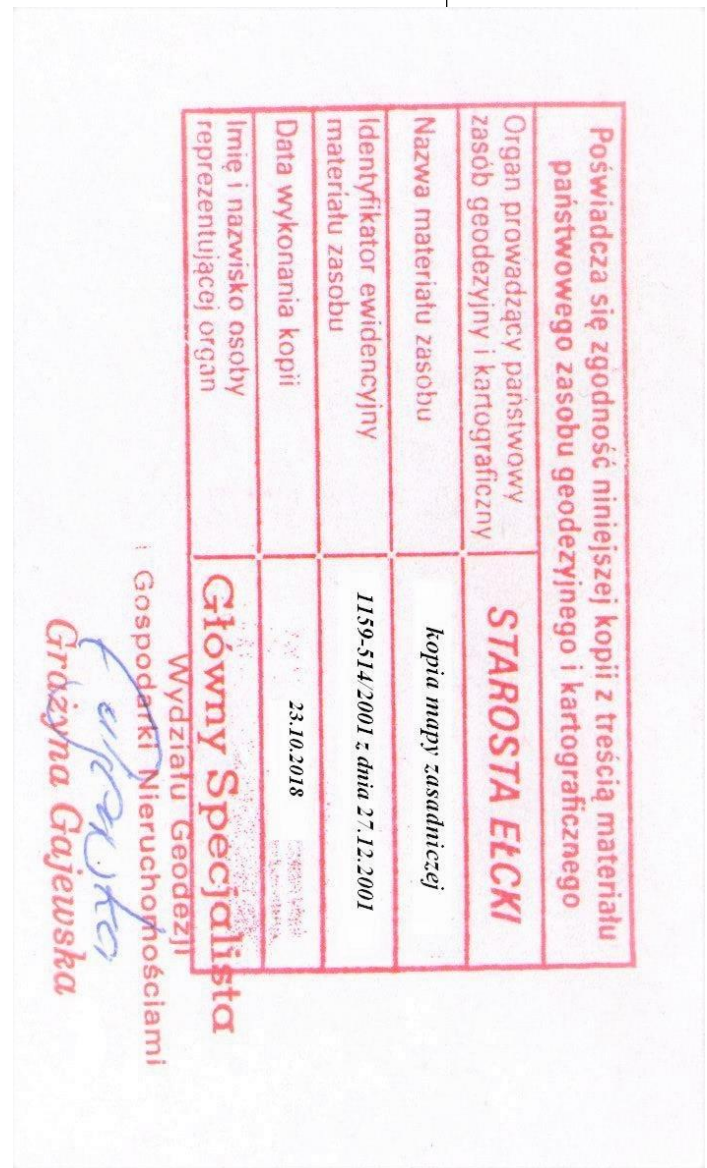 Poświadcza się zgodność niniejszej kopii z treścią materiału
państwowego zasobu geodezyjnego i kartograficznego
Organ prowadzący państwowy
zasób geodezyjny i kartograficzny
STAROSTA EŁCKI
Nazwa materiału zasobu
kopia mapy zasadniczej
Identyfikator ewidencyjny
materiału zasobu
1159-514/2001 z dnia 27.12.2001
Data wykonania kopii
23.10.2018
Imię i nazwisko osoby
reprezentującej organ
Główny Specjalista
Wydziału Geodezji
i Gospodarki Nieruchomościami
Grażyna Gajewska